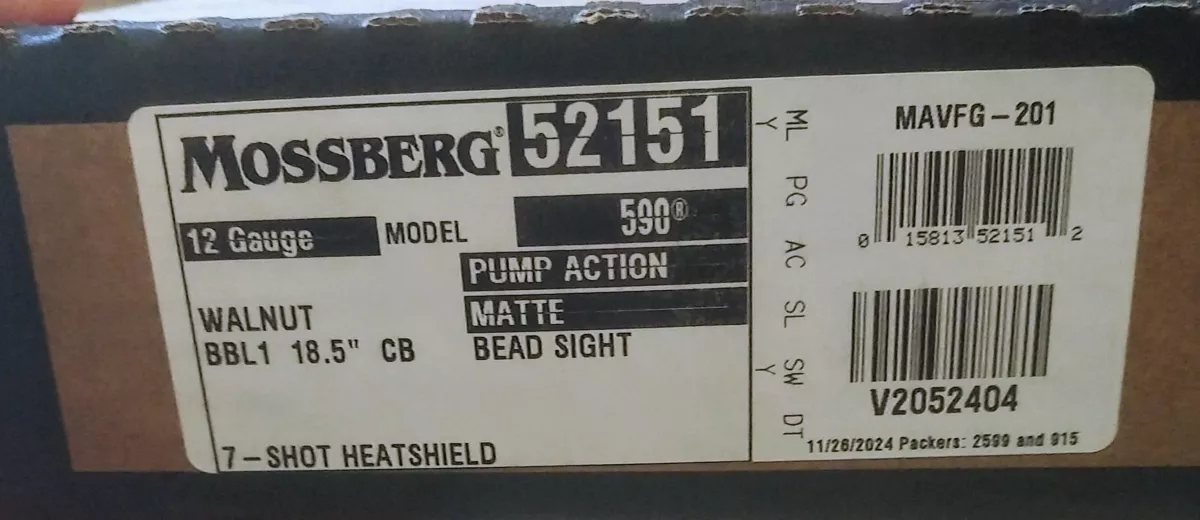 MOSSBERG® 52151
12 Gauge MODEL 590®
PUMP ACTION
WALNUT MATTE
BBL1 18.5" CB BEAD SIGHT
7-SHOT HEATSHIELD
ML PG AC SL SW DT
Y Y
MAVFG-201
0 15813 52151 2
V2052404
11/26/2024 Packers: 2599 and 915